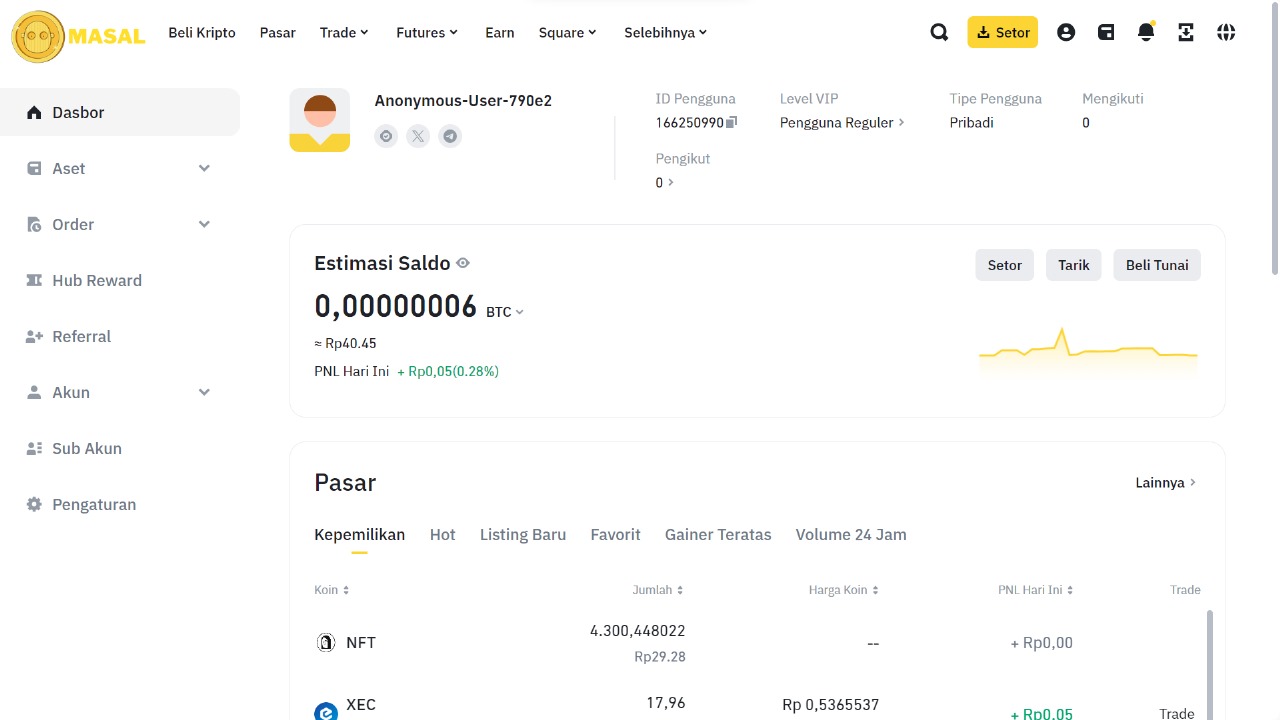 MASAL
Beli Kripto
Pasar
Trade
Futures
Earn
Square
Selebihnya
Setor
Dasbor
Aset
Order
Hub Reward
Referral
Akun
Sub Akun
Pengaturan
Anonymous-User-790e2
ID Pengguna
166250990
Level VIP
Pengguna Reguler
Tipe Pengguna
Pribadi
Mengikuti
0
Pengikut
0
Estimasi Saldo
Setor
Tarik
Beli Tunai
0,00000006 BTC
≈ Rp40.45
PNL Hari Ini + Rp0,05(0.28%)
Pasar
Lainnya
Kepemilikan
Hot
Listing Baru
Favorit
Gainer Teratas
Volume 24 Jam
Koin
Jumlah
Harga Koin
PNL Hari Ini
Trade
NFT
4.300,448022
Rp29.28
--
+ Rp0,00
XEC
17,96
Rp 0,5365537
+ Rp0,05
Trade